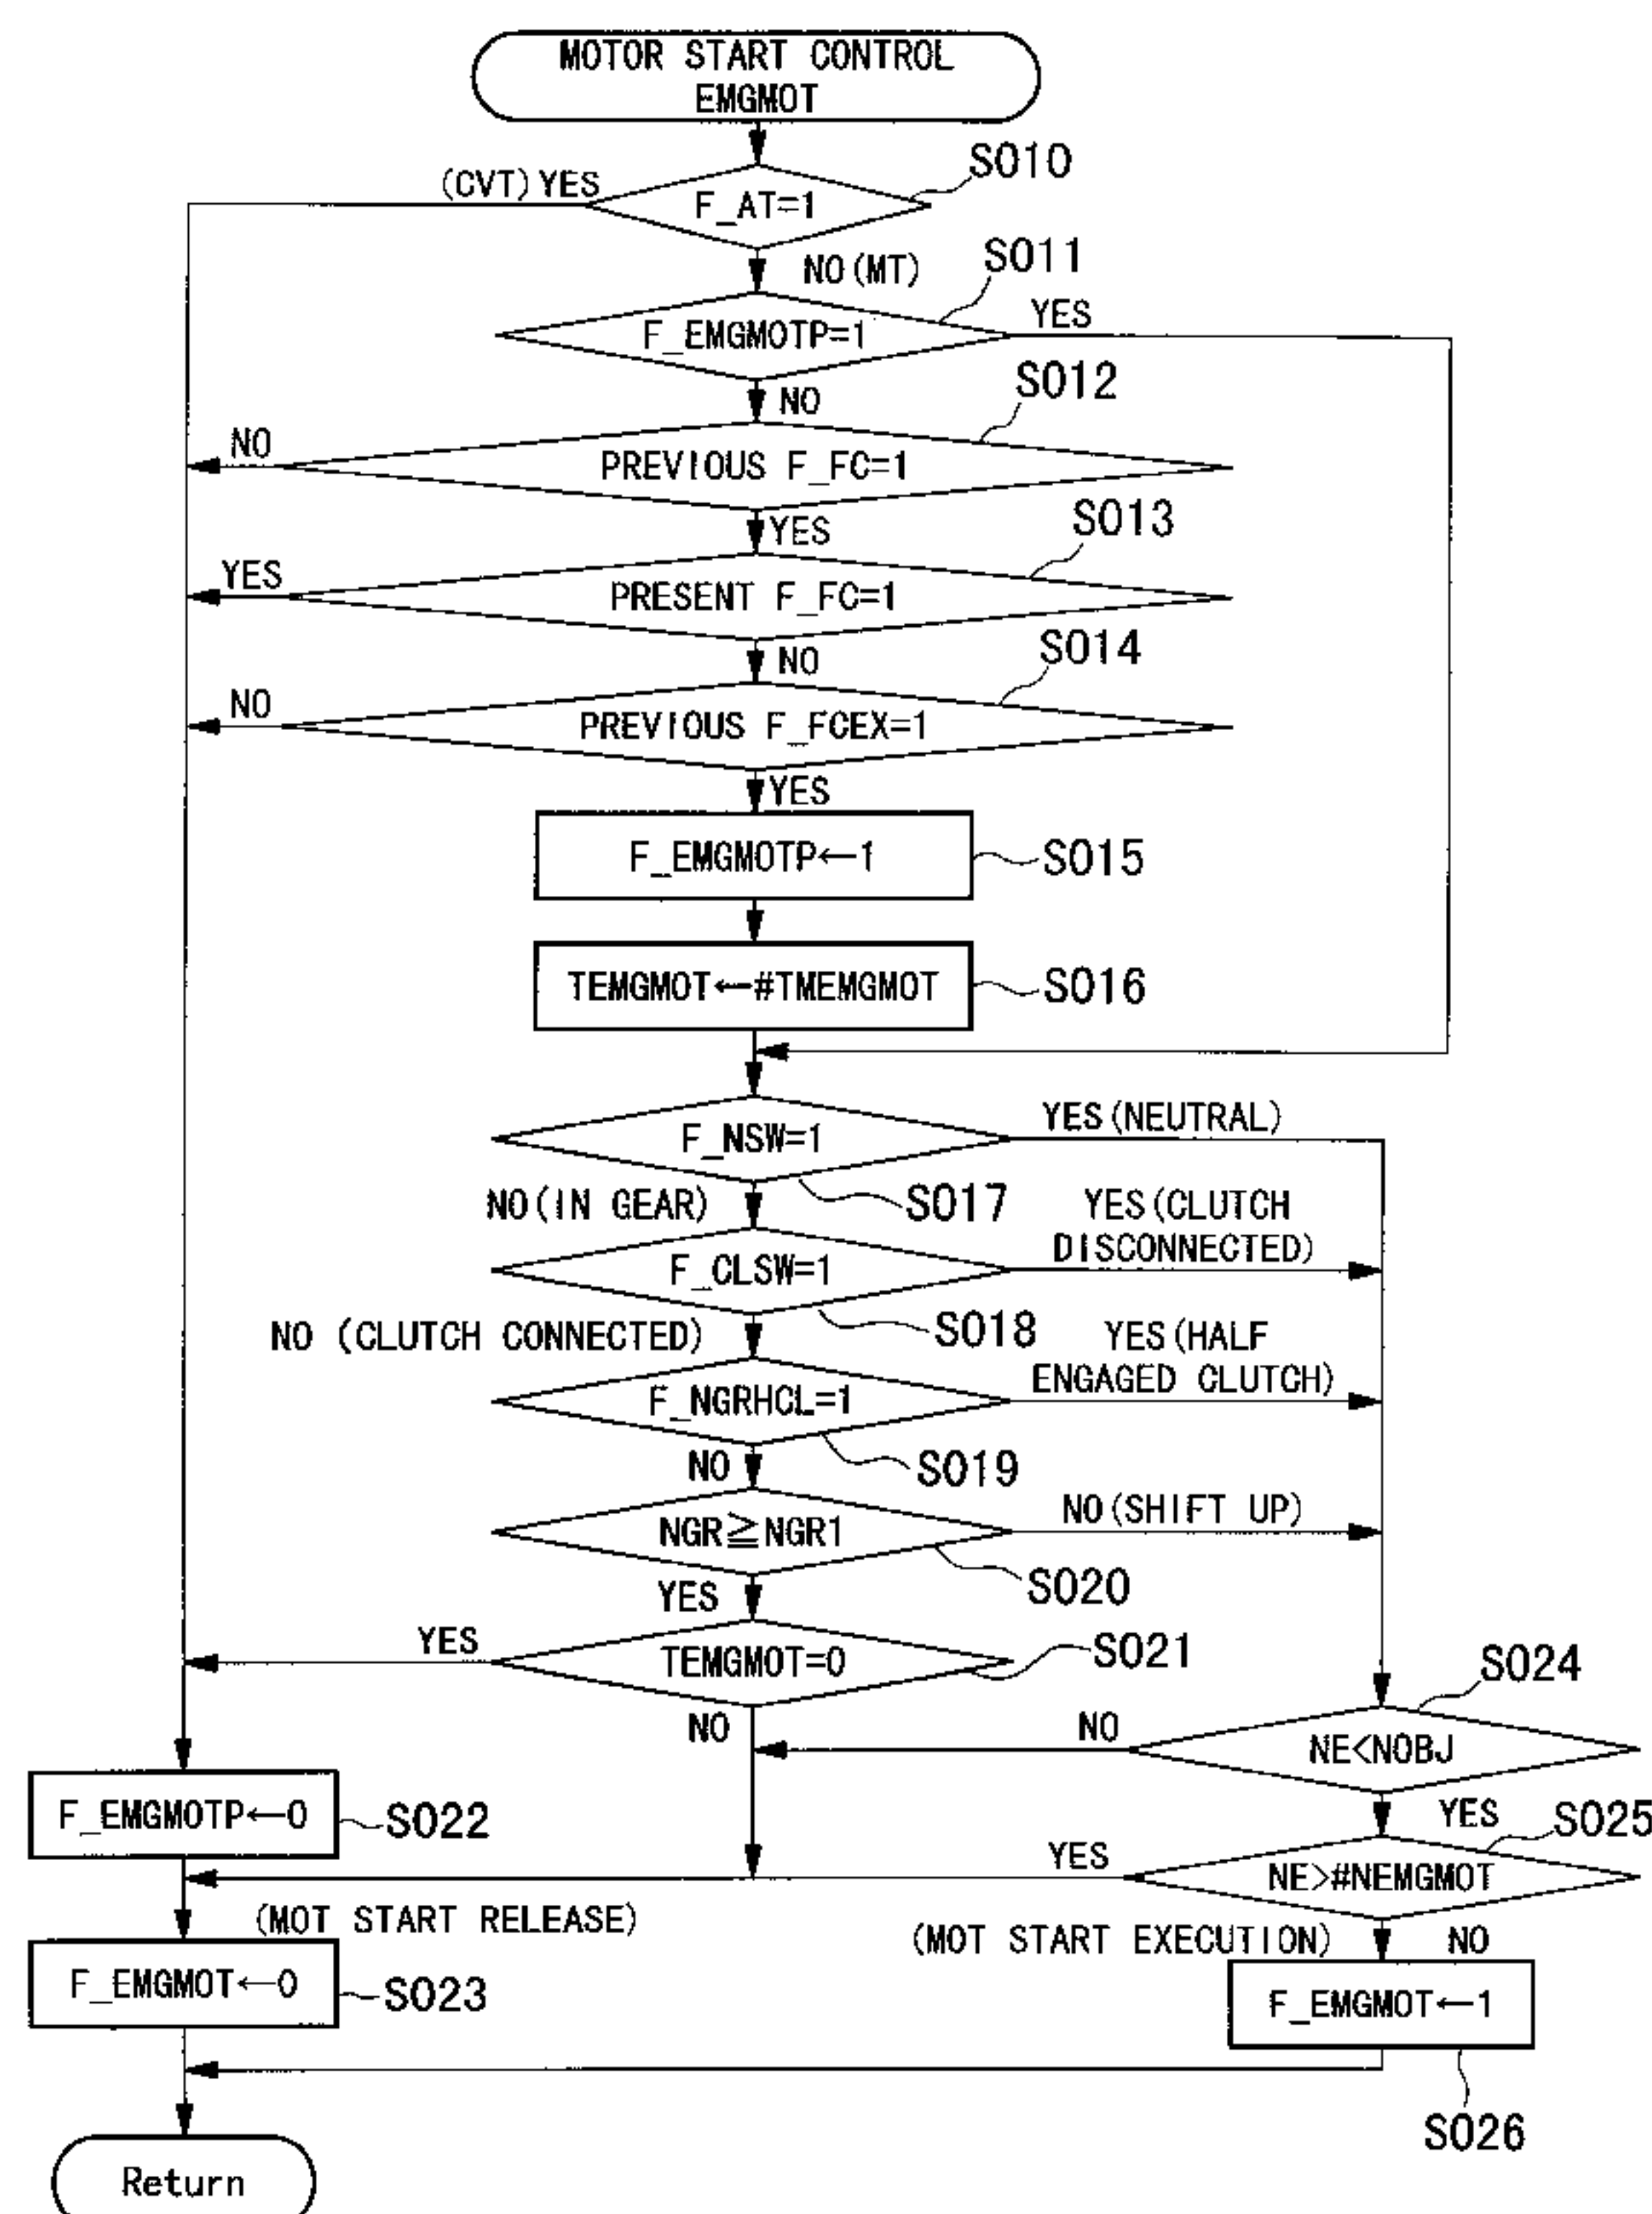 MOTOR START CONTROL
EMGMOT
S010
(CVT) YES
F_AT=1
NO (MT)
S011
F_EMGMOTP=1
YES
NO
S012
NO
PREVIOUS F_FC=1
YES
S013
YES
PRESENT F_FC=1
NO
S014
NO
PREVIOUS F_FCEX=1
YES
F_EMGMOTP←1
S015
TEMGMOT←#TMEMGMOT
S016
F_NSW=1
YES (NEUTRAL)
NO (IN GEAR)
S017
YES (CLUTCH
DISCONNECTED)
F_CLSW=1
NO (CLUTCH CONNECTED)
S018
YES (HALF
ENGAGED CLUTCH)
F_NGRHCL=1
NO
S019
NGR≧NGR1
NO (SHIFT UP)
YES
S020
YES
TEMGMOT=0
S021
S024
NO
NO
NE<NOBJ
F_EMGMOTP←0
S022
YES
S025
YES
NE>#NEMGMOT
(MOT START RELEASE)
(MOT START EXECUTION)
NO
F_EMGMOT←0
S023
F_EMGMOT←1
S026
Return